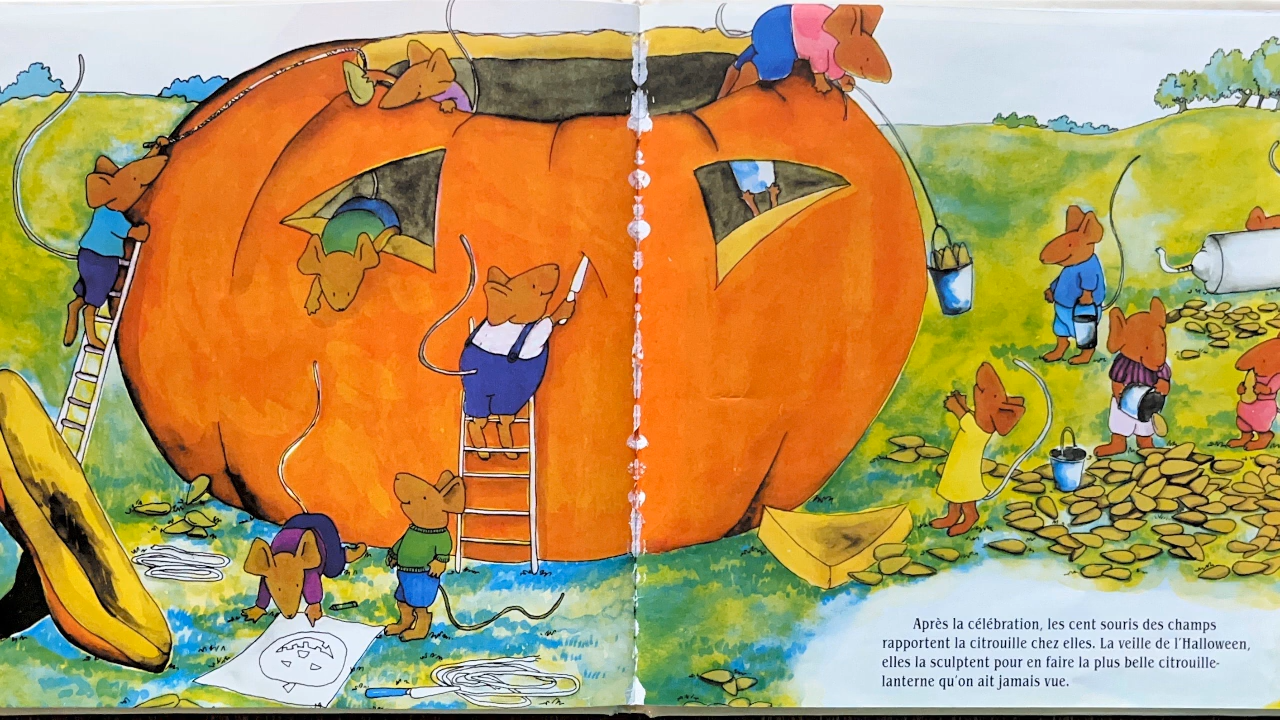 Après la célébration, les cent souris des champs
rapportent la citrouille chez elles. La veille de l'Halloween,
elles la sculptent pour en faire la plus belle citrouille-
lanterne qu'on ait jamais vue.